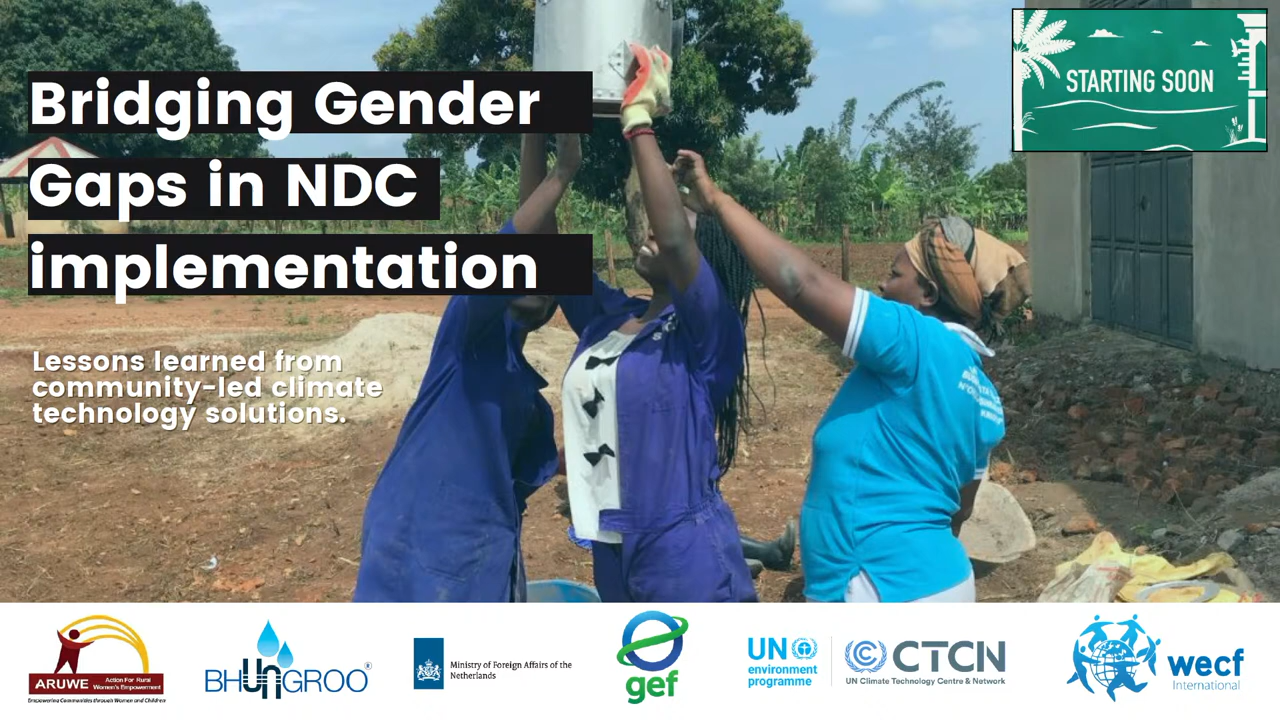 Bridging Gender
Gaps in NDC
implementation
STARTING SOON
Lessons learned from
community-led climate
technology solutions.
ARUWE
Action For Rural
Women's Empowerment
Empowering Communities through Women and Children
BHUnGROO®
Ministry of Foreign Affairs of the
Netherlands
gef
UN
environment
programme
CTCN
UN Climate Technology Centre & Network
wecf
International